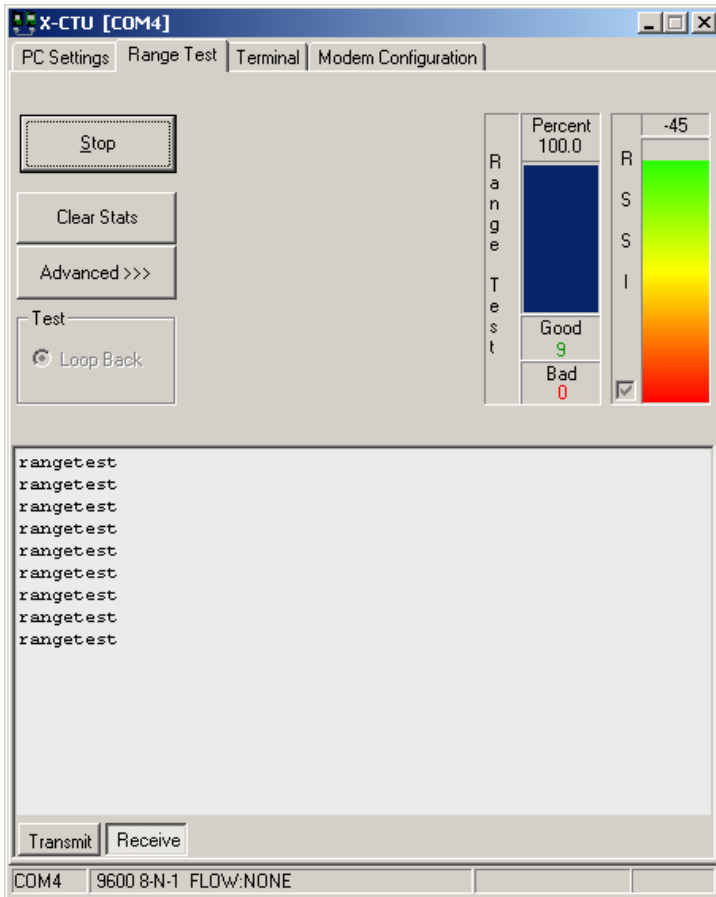 X-CTU [COM4]
PC Settings Range Test Terminal Modem Configuration
Stop
Clear Stats
Advanced >>>
Test
Loop Back
Range Test
Percent
100.0
Good
9
Bad
0
RSSI
-45
rangetest
rangetest
rangetest
rangetest
rangetest
rangetest
rangetest
rangetest
rangetest
Transmit Receive
COM4 9600 8-N-1 FLOW:NONE